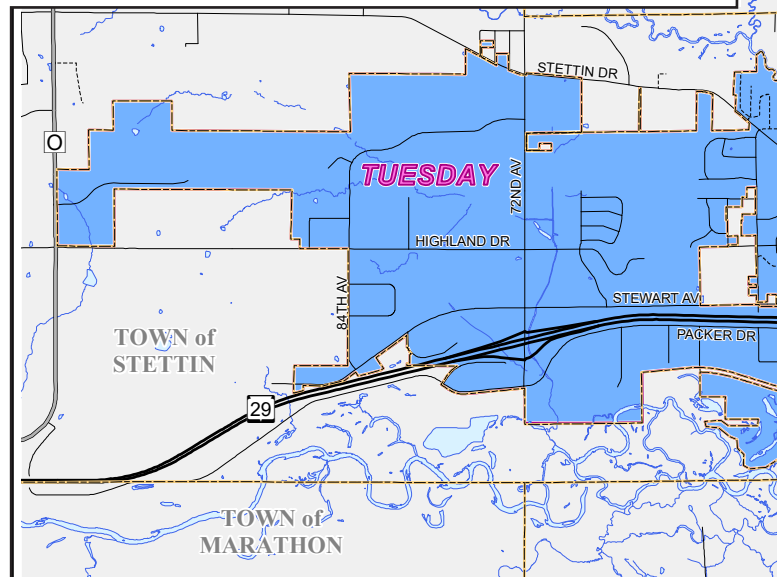 STETTIN DR
O
TUESDAY
72ND AV
HIGHLAND DR
84TH AV
STEWART AV
PACKER DR
TOWN of
STETTIN
29
TOWN of
MARATHON